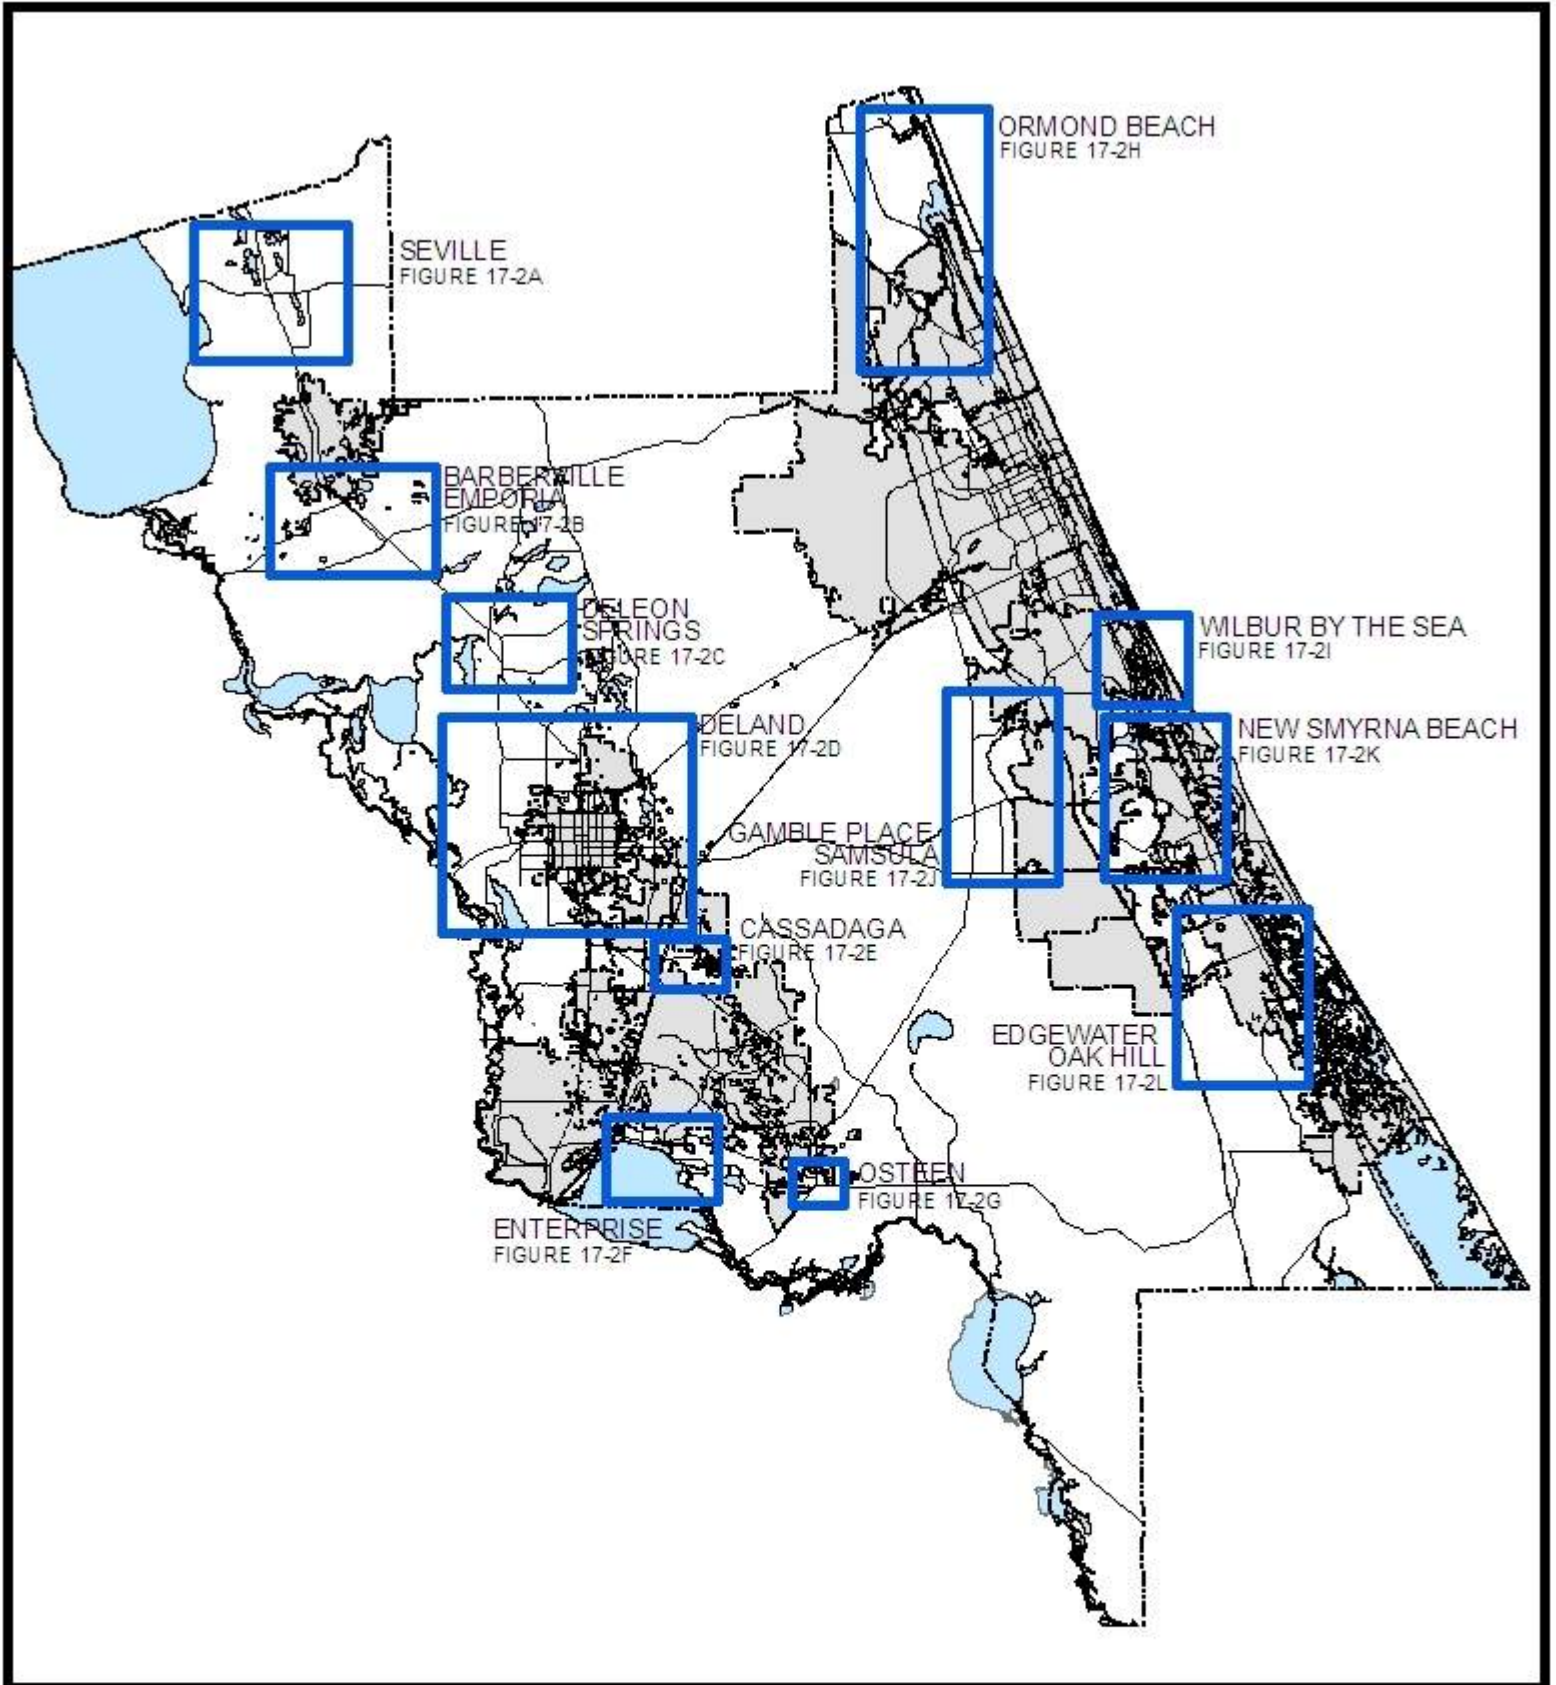 ORMOND BEACH
FIGURE 17-2H
SEVILLE
FIGURE 17-2A
BARBERVILLE
EMPORIA
FIGURE 17-2B
DELEON
SPRINGS
FIGURE 17-2C
WILBUR BY THE SEA
FIGURE 17-2I
DELAND
FIGURE 17-2D
NEW SMYRNA BEACH
FIGURE 17-2K
GAMBLE PLACE
SAMSULA
FIGURE 17-2J
CASSADAGA
FIGURE 17-2E
EDGEWATER
OAK HILL
FIGURE 17-2L
OSTEEN
FIGURE 17-2G
ENTERPRISE
FIGURE 17-2F